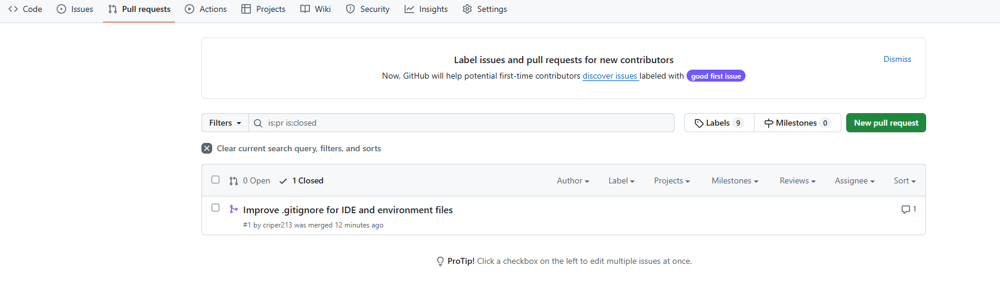 Code Issues Pull requests Actions Projects Wiki Security Insights Settings
Label issues and pull requests for new contributors
Dismiss
Now, GitHub will help potential first-time contributors discover issues labeled with good first issue
Filters is:pr is:closed Labels 9 Milestones 0 New pull request
Clear current search query, filters, and sorts
0 Open 1 Closed Author Label Projects Milestones Reviews Assignee Sort
Improve .gitignore for IDE and environment files 1
#1 by criper213 was merged 12 minutes ago
ProTip! Click a checkbox on the left to edit multiple issues at once.